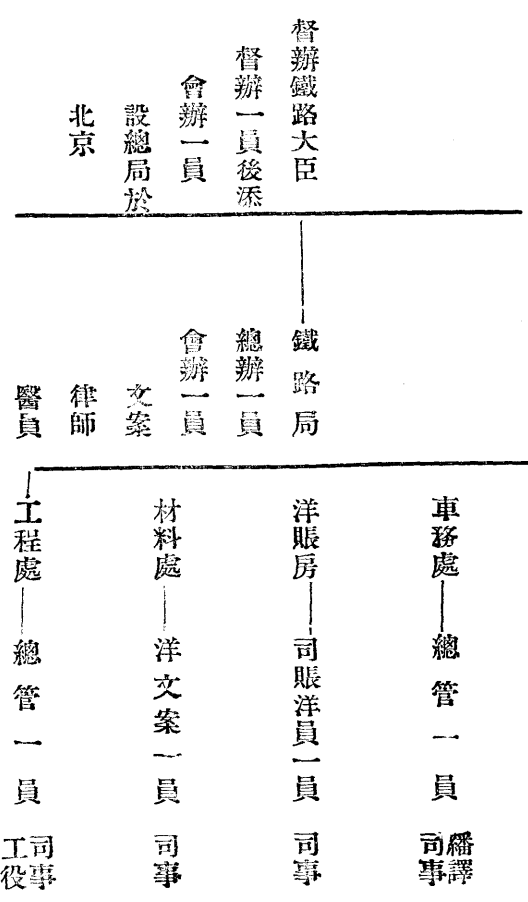 督辦鐵路大臣
督辦一員後添
會辦一員
設總局於
北京
鐵路局
總辦一員
會辦一員
文案
律師
醫員
車務處
總管一員
繙譯
司事
洋賬房
司賬洋員一員
司事
材料處
洋文案一員
司事
工程處
總管一員
司事
工役